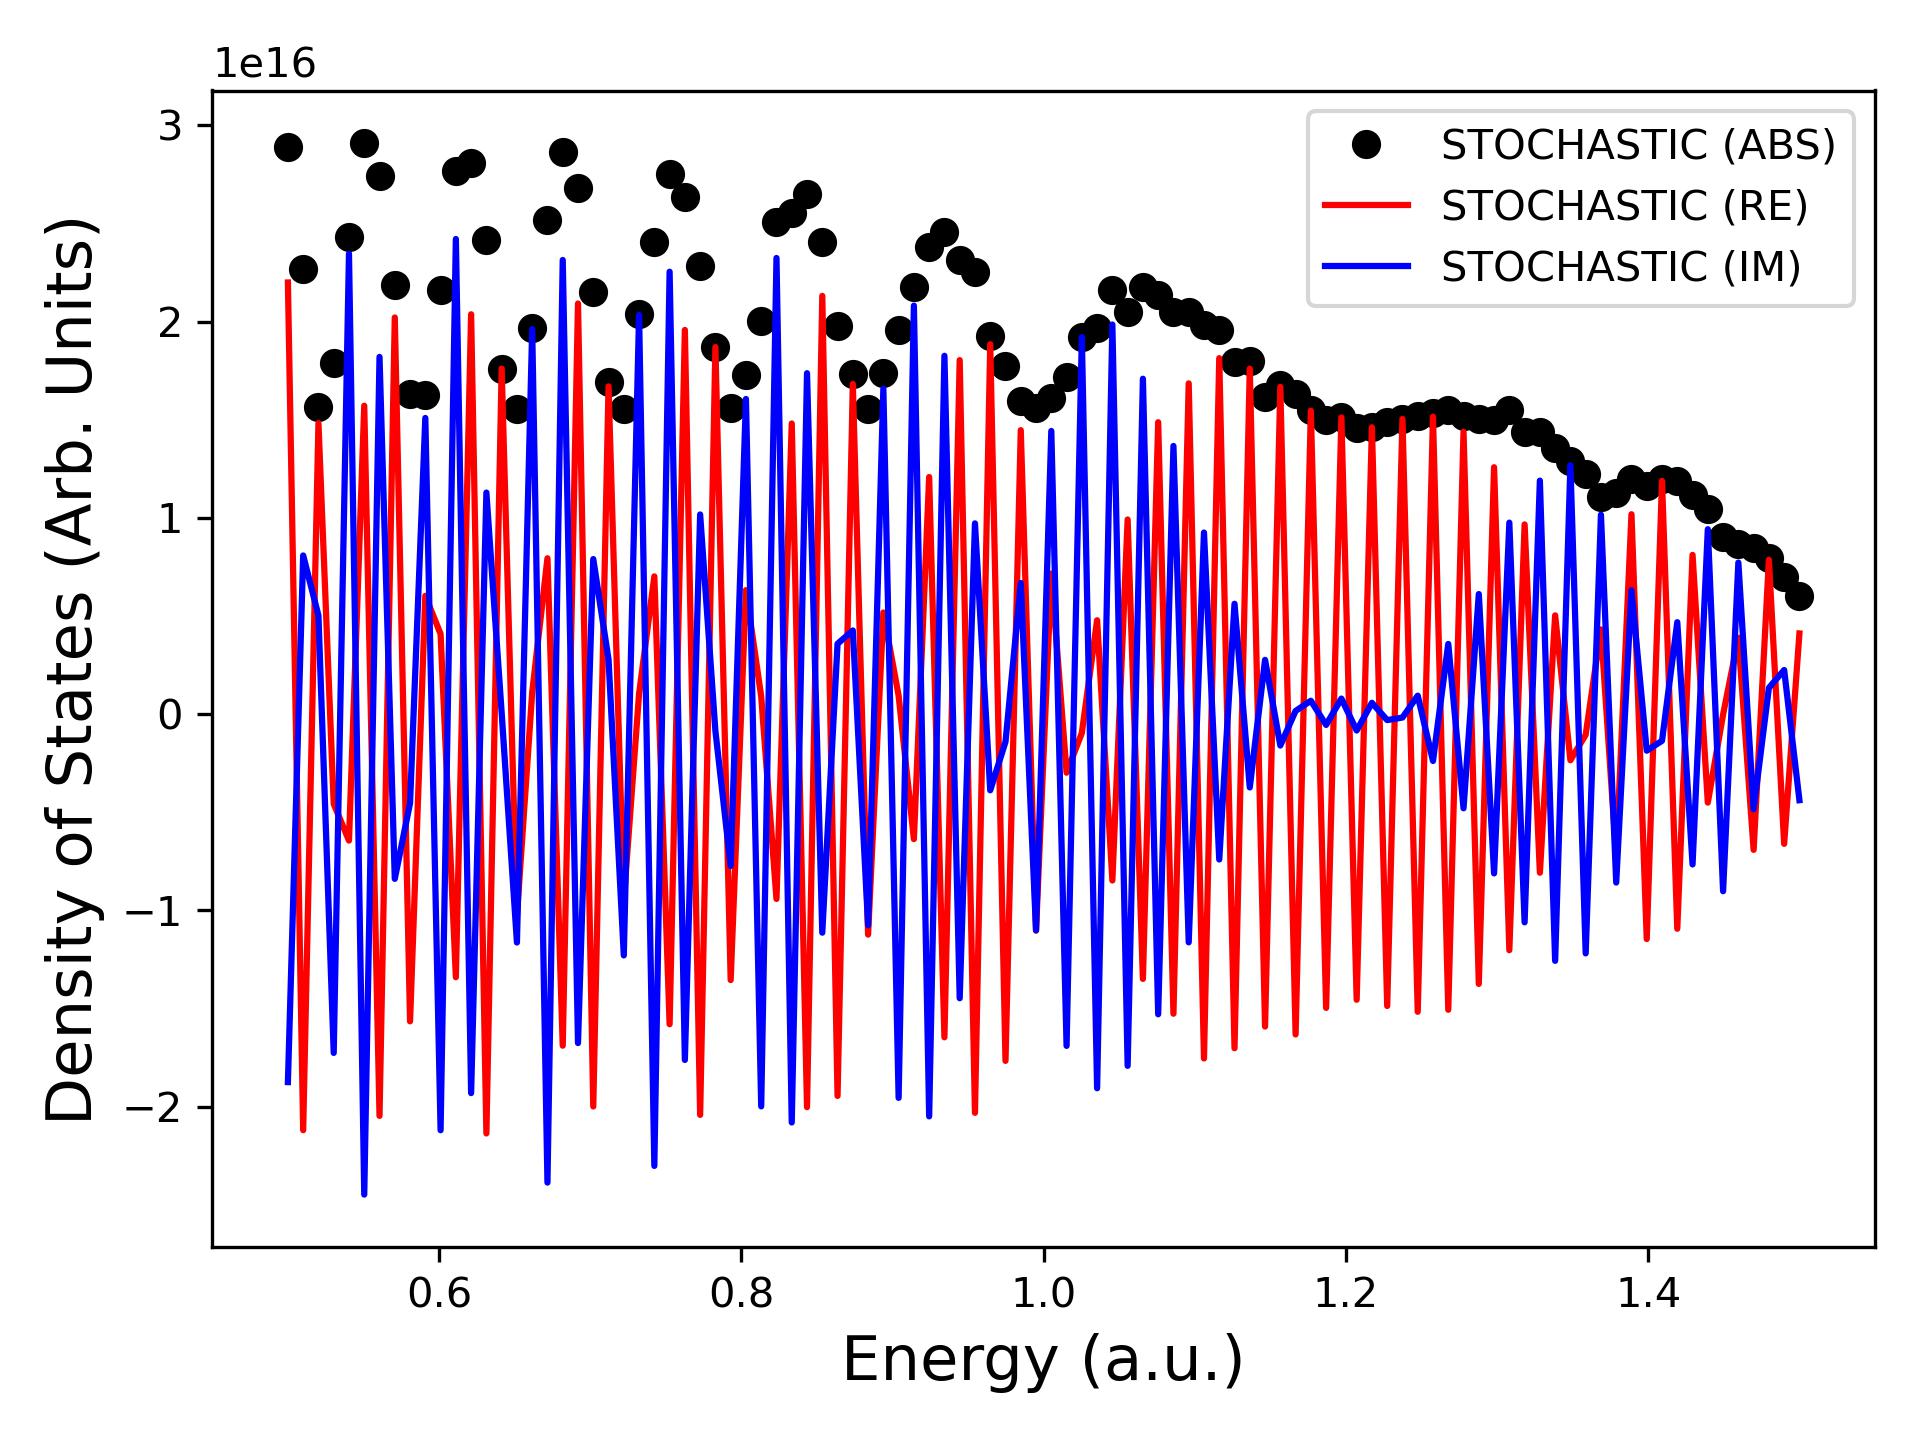 1e16
3
2
1
0
−1
−2
Density of States (Arb. Units)
STOCHASTIC (ABS)
STOCHASTIC (RE)
STOCHASTIC (IM)
0.6 0.8 1.0 1.2 1.4
Energy (a.u.)